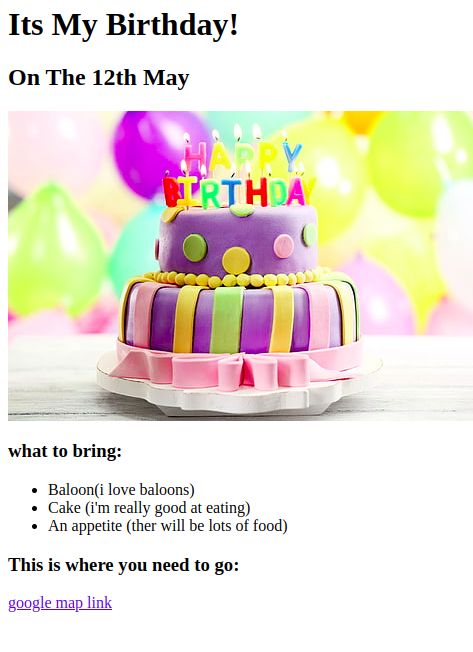 Its My Birthday!
On The 12th May
HAPPY
BIRTHDAY
what to bring:
Baloon(i love baloons)
Cake (i'm really good at eating)
An appetite (ther will be lots of food)
This is where you need to go:
google map link